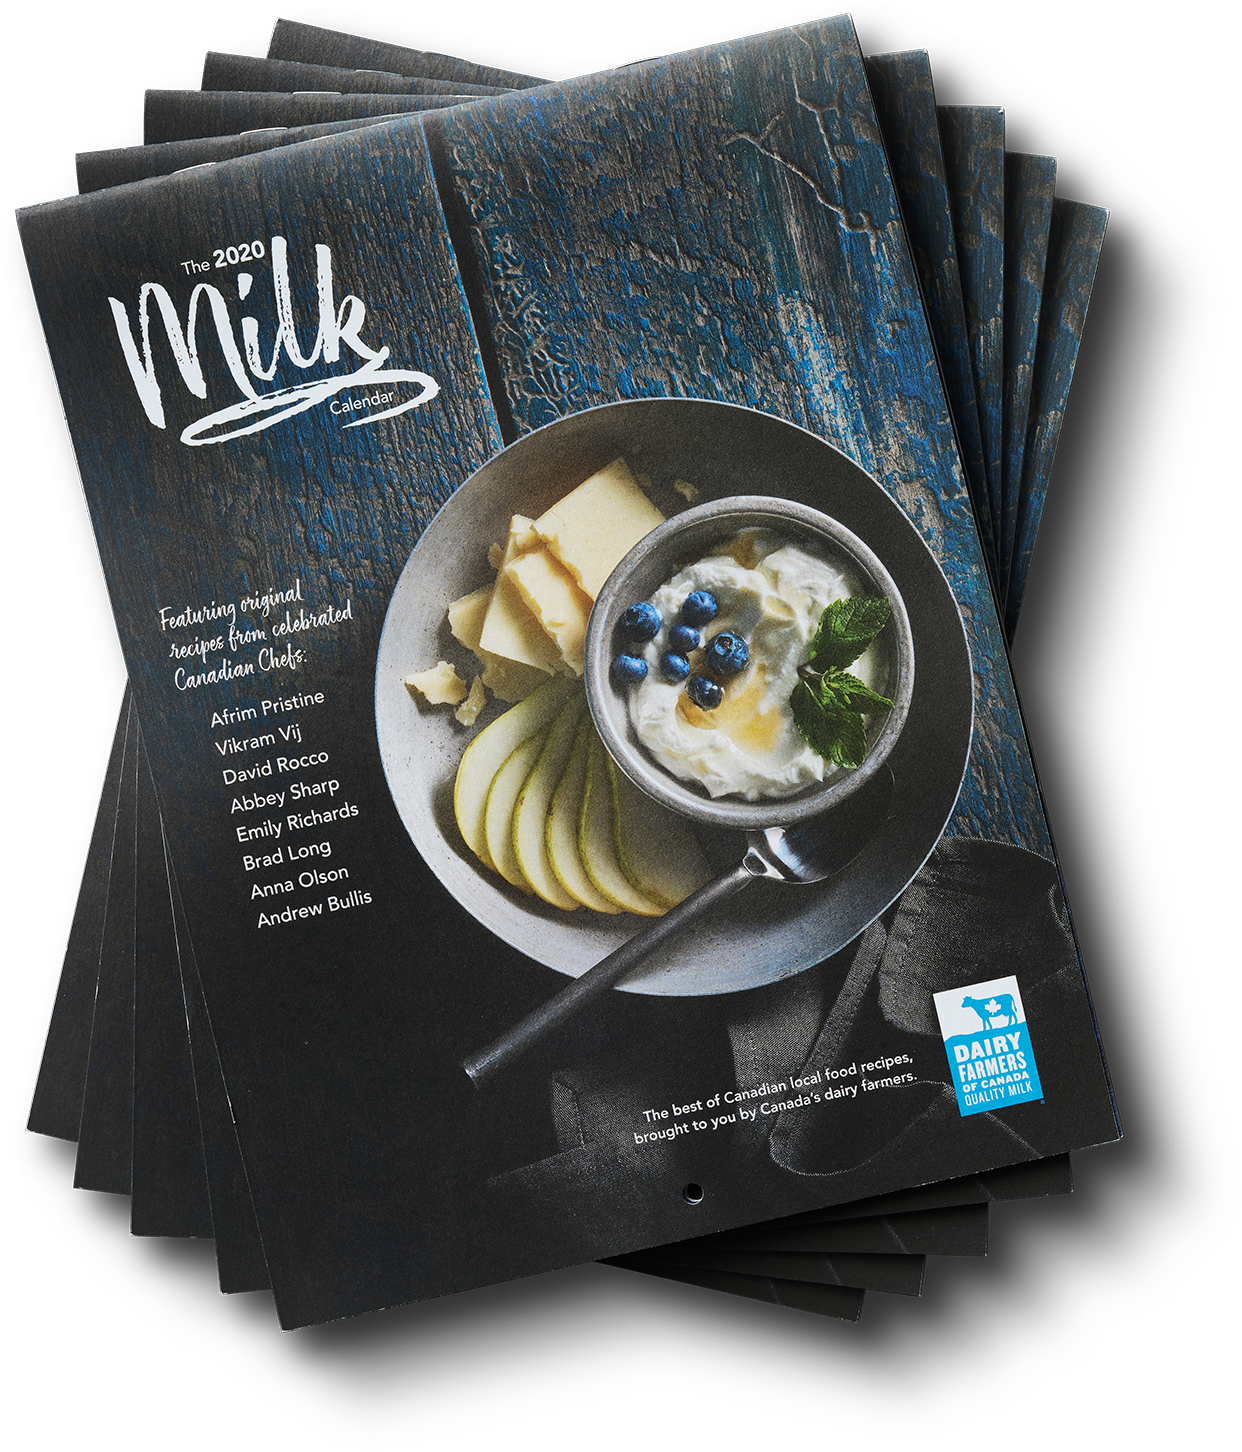 The 2020
Milk
Calendar
Featuring original
recipes from celebrated
Canadian Chefs:
Afrim Pristine
Vikram Vij
David Rocco
Abbey Sharp
Emily Richards
Brad Long
Anna Olson
Andrew Bullis
The best of Canadian local food recipes,
brought to you by Canada's dairy farmers.
DAIRY
FARMERS
OF CANADA
QUALITY MILK